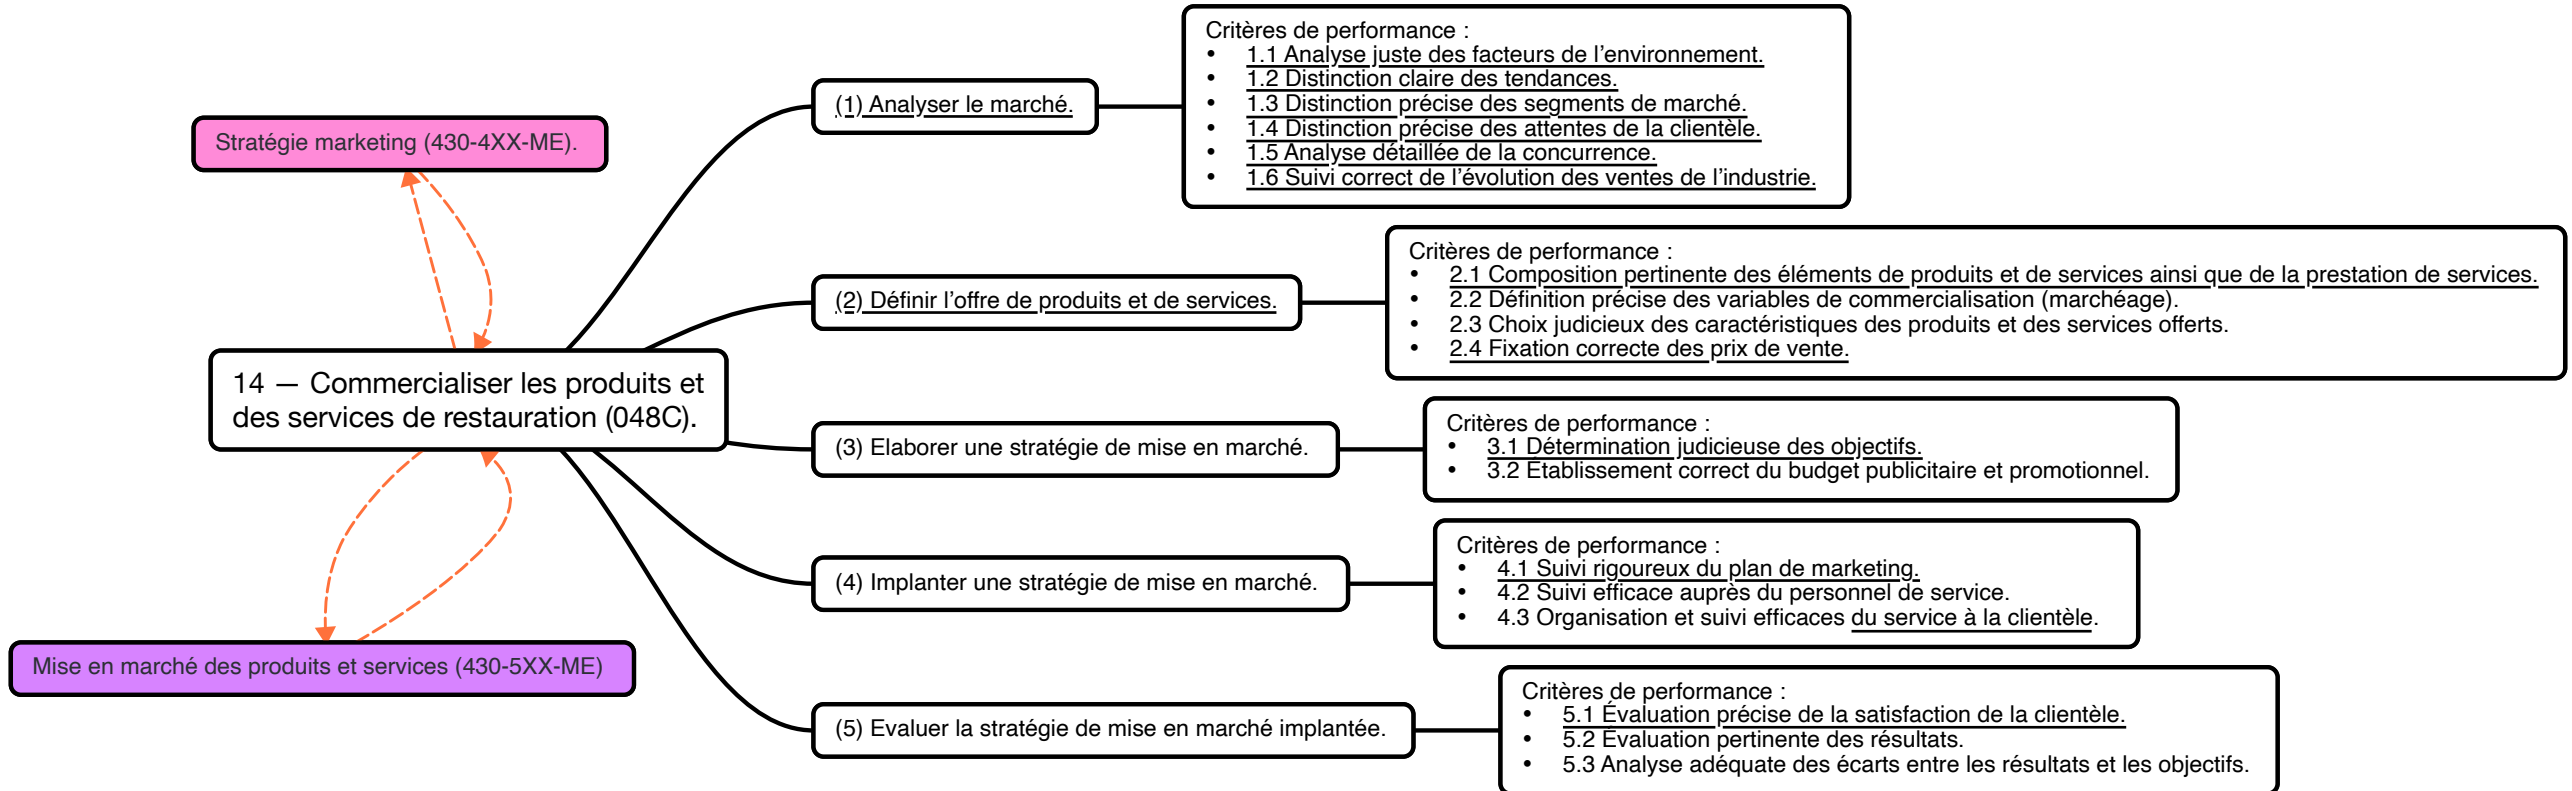 Stratégie marketing (430-4XX-ME).
14 — Commercialiser les produits et
des services de restauration (048C).
Mise en marché des produits et services (430-5XX-ME)
(1) Analyser le marché.
Critères de performance :
• 1.1 Analyse juste des facteurs de l’environnement.
• 1.2 Distinction claire des tendances.
• 1.3 Distinction précise des segments de marché.
• 1.4 Distinction précise des attentes de la clientèle.
• 1.5 Analyse détaillée de la concurrence.
• 1.6 Suivi correct de l’évolution des ventes de l’industrie.
(2) Définir l’offre de produits et de services.
Critères de performance :
• 2.1 Composition pertinente des éléments de produits et de services ainsi que de la prestation de services.
• 2.2 Définition précise des variables de commercialisation (marchéage).
• 2.3 Choix judicieux des caractéristiques des produits et des services offerts.
• 2.4 Fixation correcte des prix de vente.
(3) Elaborer une stratégie de mise en marché.
Critères de performance :
• 3.1 Détermination judicieuse des objectifs.
• 3.2 Établissement correct du budget publicitaire et promotionnel.
(4) Implanter une stratégie de mise en marché.
Critères de performance :
• 4.1 Suivi rigoureux du plan de marketing.
• 4.2 Suivi efficace auprès du personnel de service.
• 4.3 Organisation et suivi efficaces du service à la clientèle.
(5) Evaluer la stratégie de mise en marché implantée.
Critères de performance :
• 5.1 Évaluation précise de la satisfaction de la clientèle.
• 5.2 Évaluation pertinente des résultats.
• 5.3 Analyse adéquate des écarts entre les résultats et les objectifs.